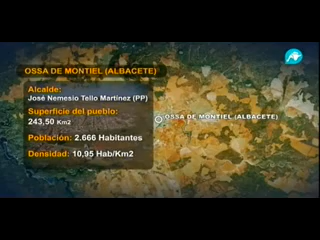 OSSA DE MONTIEL (ALBACETE)
Alcalde:
José Nemesio Tello Martínez (PP)
Superficie del pueblo:
243,50 Km2
Población: 2.666 Habitantes
Densidad: 10,95 Hab/Km2
OSSA DE MONTIEL (ALBACETE)